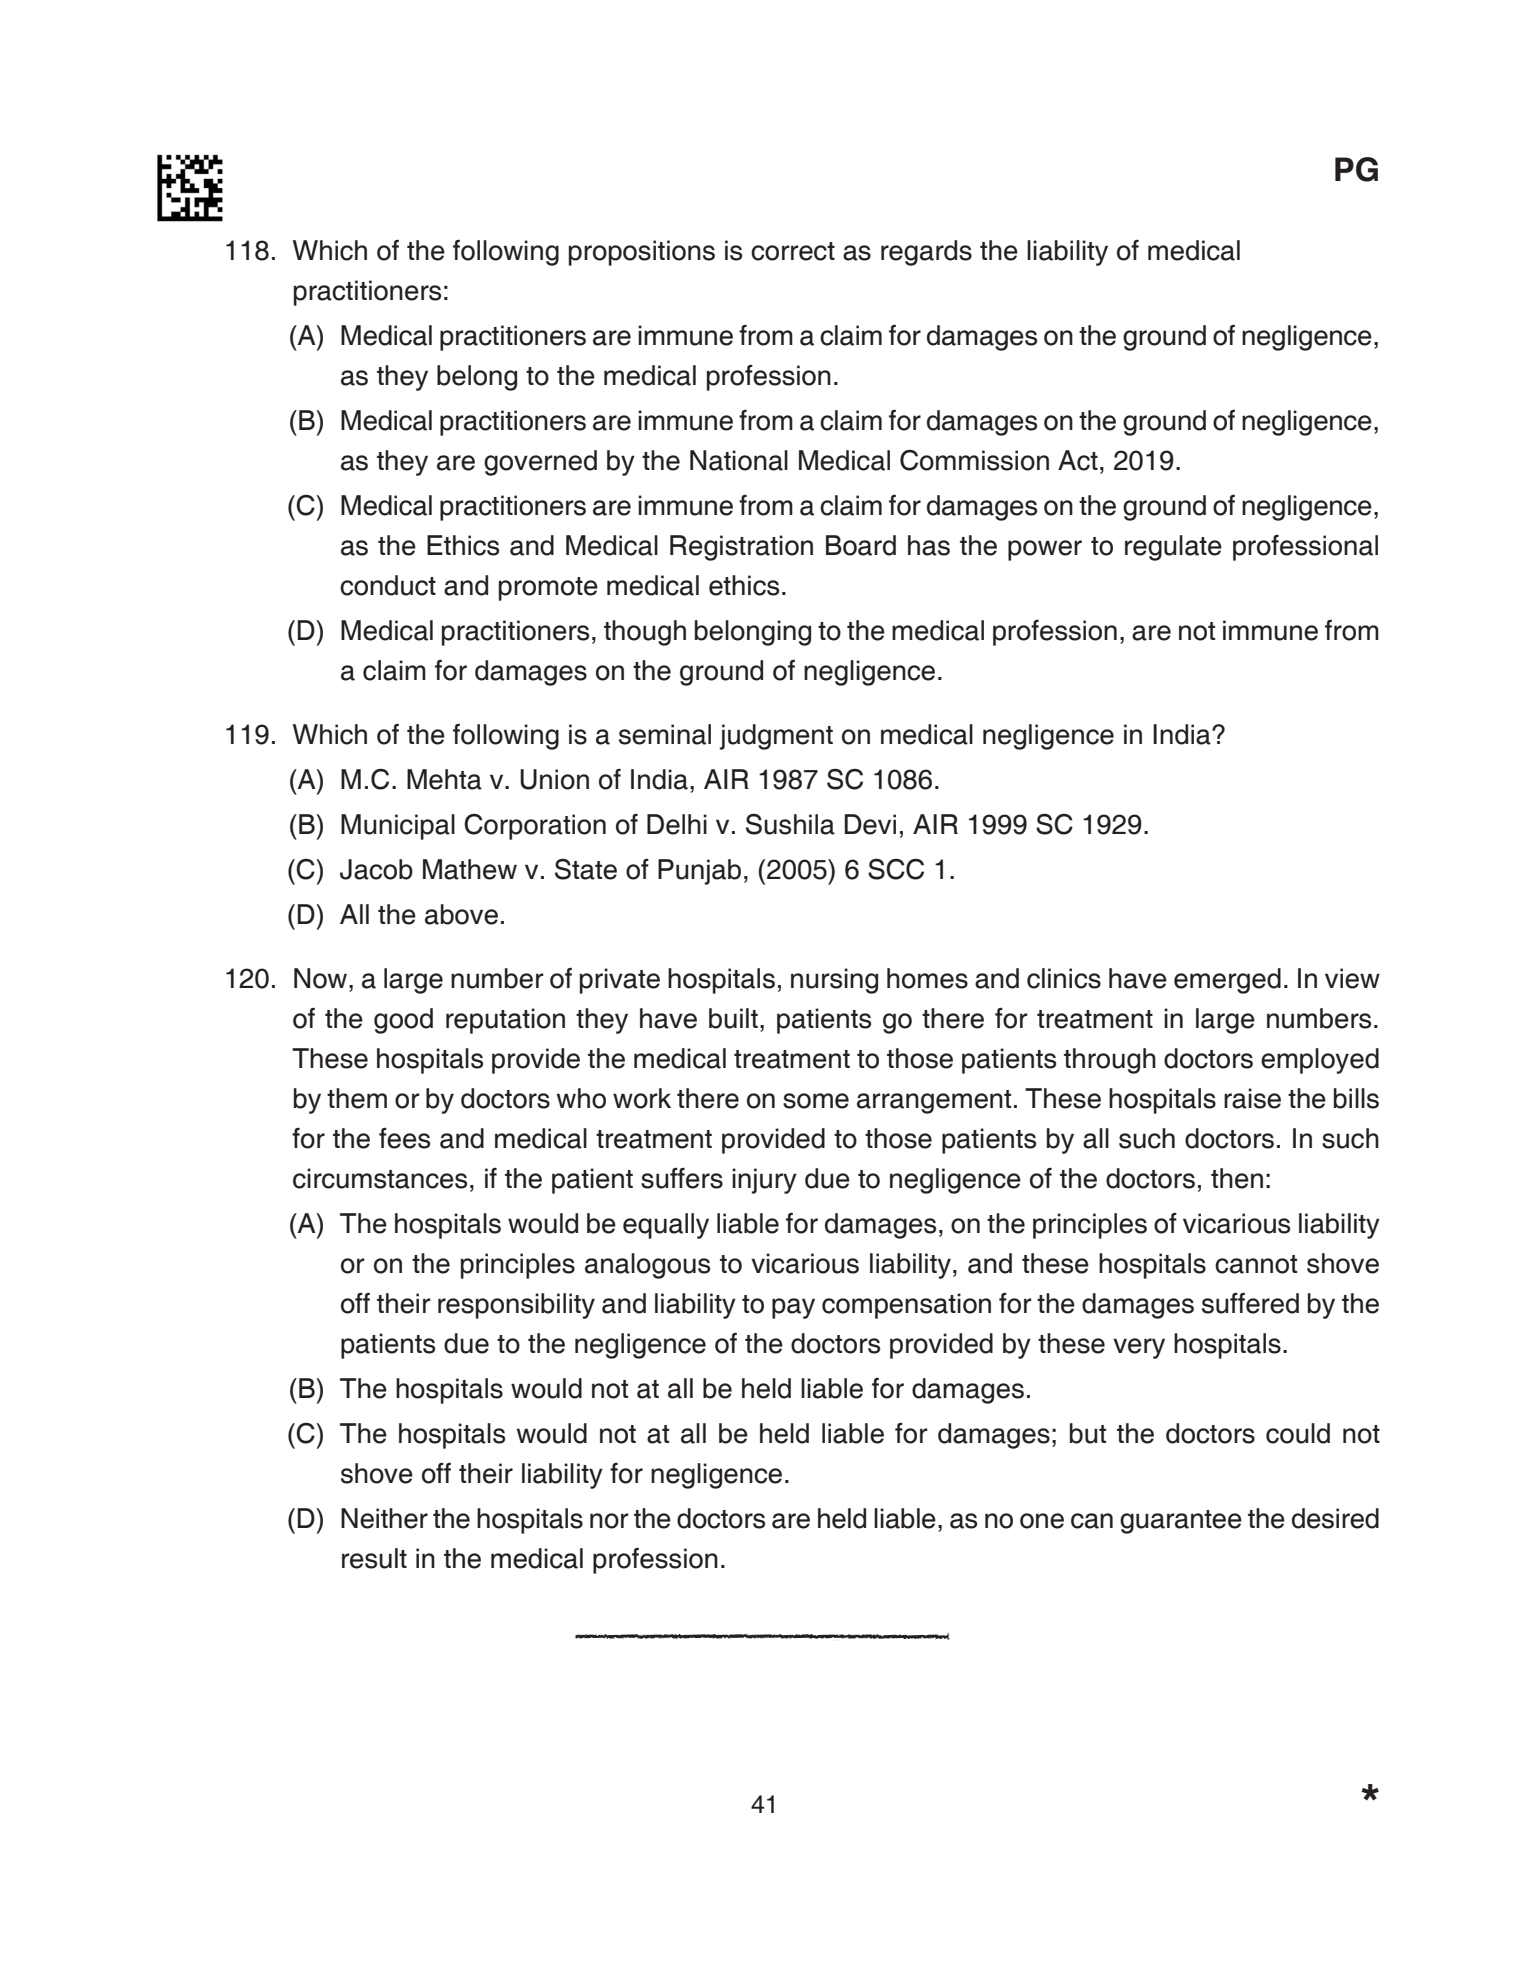 PG
118. Which of the following propositions is correct as regards the liability of medical
practitioners:
(A) Medical practitioners are immune from a claim for damages on the ground of negligence,
as they belong to the medical profession.
(B) Medical practitioners are immune from a claim for damages on the ground of negligence,
as they are governed by the National Medical Commission Act, 2019.
(C) Medical practitioners are immune from a claim for damages on the ground of negligence,
as the Ethics and Medical Registration Board has the power to regulate professional
conduct and promote medical ethics.
(D) Medical practitioners, though belonging to the medical profession, are not immune from
a claim for damages on the ground of negligence.
119. Which of the following is a seminal judgment on medical negligence in India?
(A) M.C. Mehta v. Union of India, AIR 1987 SC 1086.
(B) Municipal Corporation of Delhi v. Sushila Devi, AIR 1999 SC 1929.
(C) Jacob Mathew v. State of Punjab, (2005) 6 SCC 1.
(D) All the above.
120. Now, a large number of private hospitals, nursing homes and clinics have emerged. In view
of the good reputation they have built, patients go there for treatment in large numbers.
These hospitals provide the medical treatment to those patients through doctors employed
by them or by doctors who work there on some arrangement. These hospitals raise the bills
for the fees and medical treatment provided to those patients by all such doctors. In such
circumstances, if the patient suffers injury due to negligence of the doctors, then:
(A) The hospitals would be equally liable for damages, on the principles of vicarious liability
or on the principles analogous to vicarious liability, and these hospitals cannot shove
off their responsibility and liability to pay compensation for the damages suffered by the
patients due to the negligence of the doctors provided by these very hospitals.
(B) The hospitals would not at all be held liable for damages.
(C) The hospitals would not at all be held liable for damages; but the doctors could not
shove off their liability for negligence.
(D) Neither the hospitals nor the doctors are held liable, as no one can guarantee the desired
result in the medical profession.
41
*